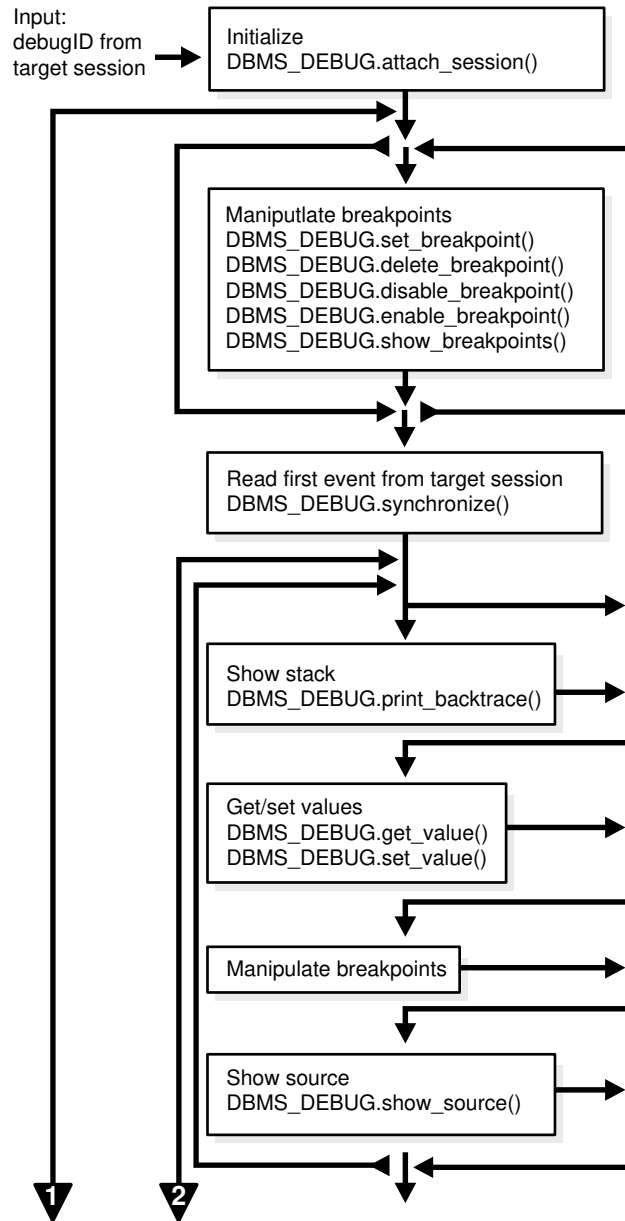 Input:
debugID from
target session
Initialize
DBMS_DEBUG.attach_session()
Maniputlate breakpoints
DBMS_DEBUG.set_breakpoint()
DBMS_DEBUG.delete_breakpoint()
DBMS_DEBUG.disable_breakpoint()
DBMS_DEBUG.enable_breakpoint()
DBMS_DEBUG.show_breakpoints()
Read first event from target session
DBMS_DEBUG.synchronize()
Show stack
DBMS_DEBUG.print_backtrace()
Get/set values
DBMS_DEBUG.get_value()
DBMS_DEBUG.set_value()
Manipulate breakpoints
Show source
DBMS_DEBUG.show_source()
1
2